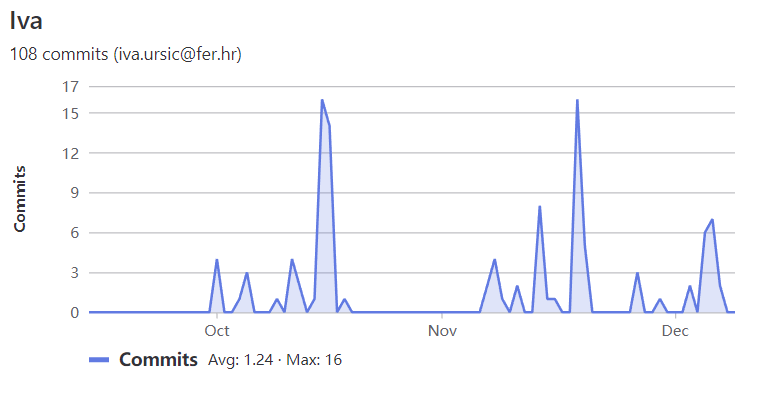 Iva
108 commits (iva.ursic@fer.hr)
17
15
12
9
6
3
0
Commits
Oct
Nov
Dec
Commits Avg: 1.24 · Max: 16